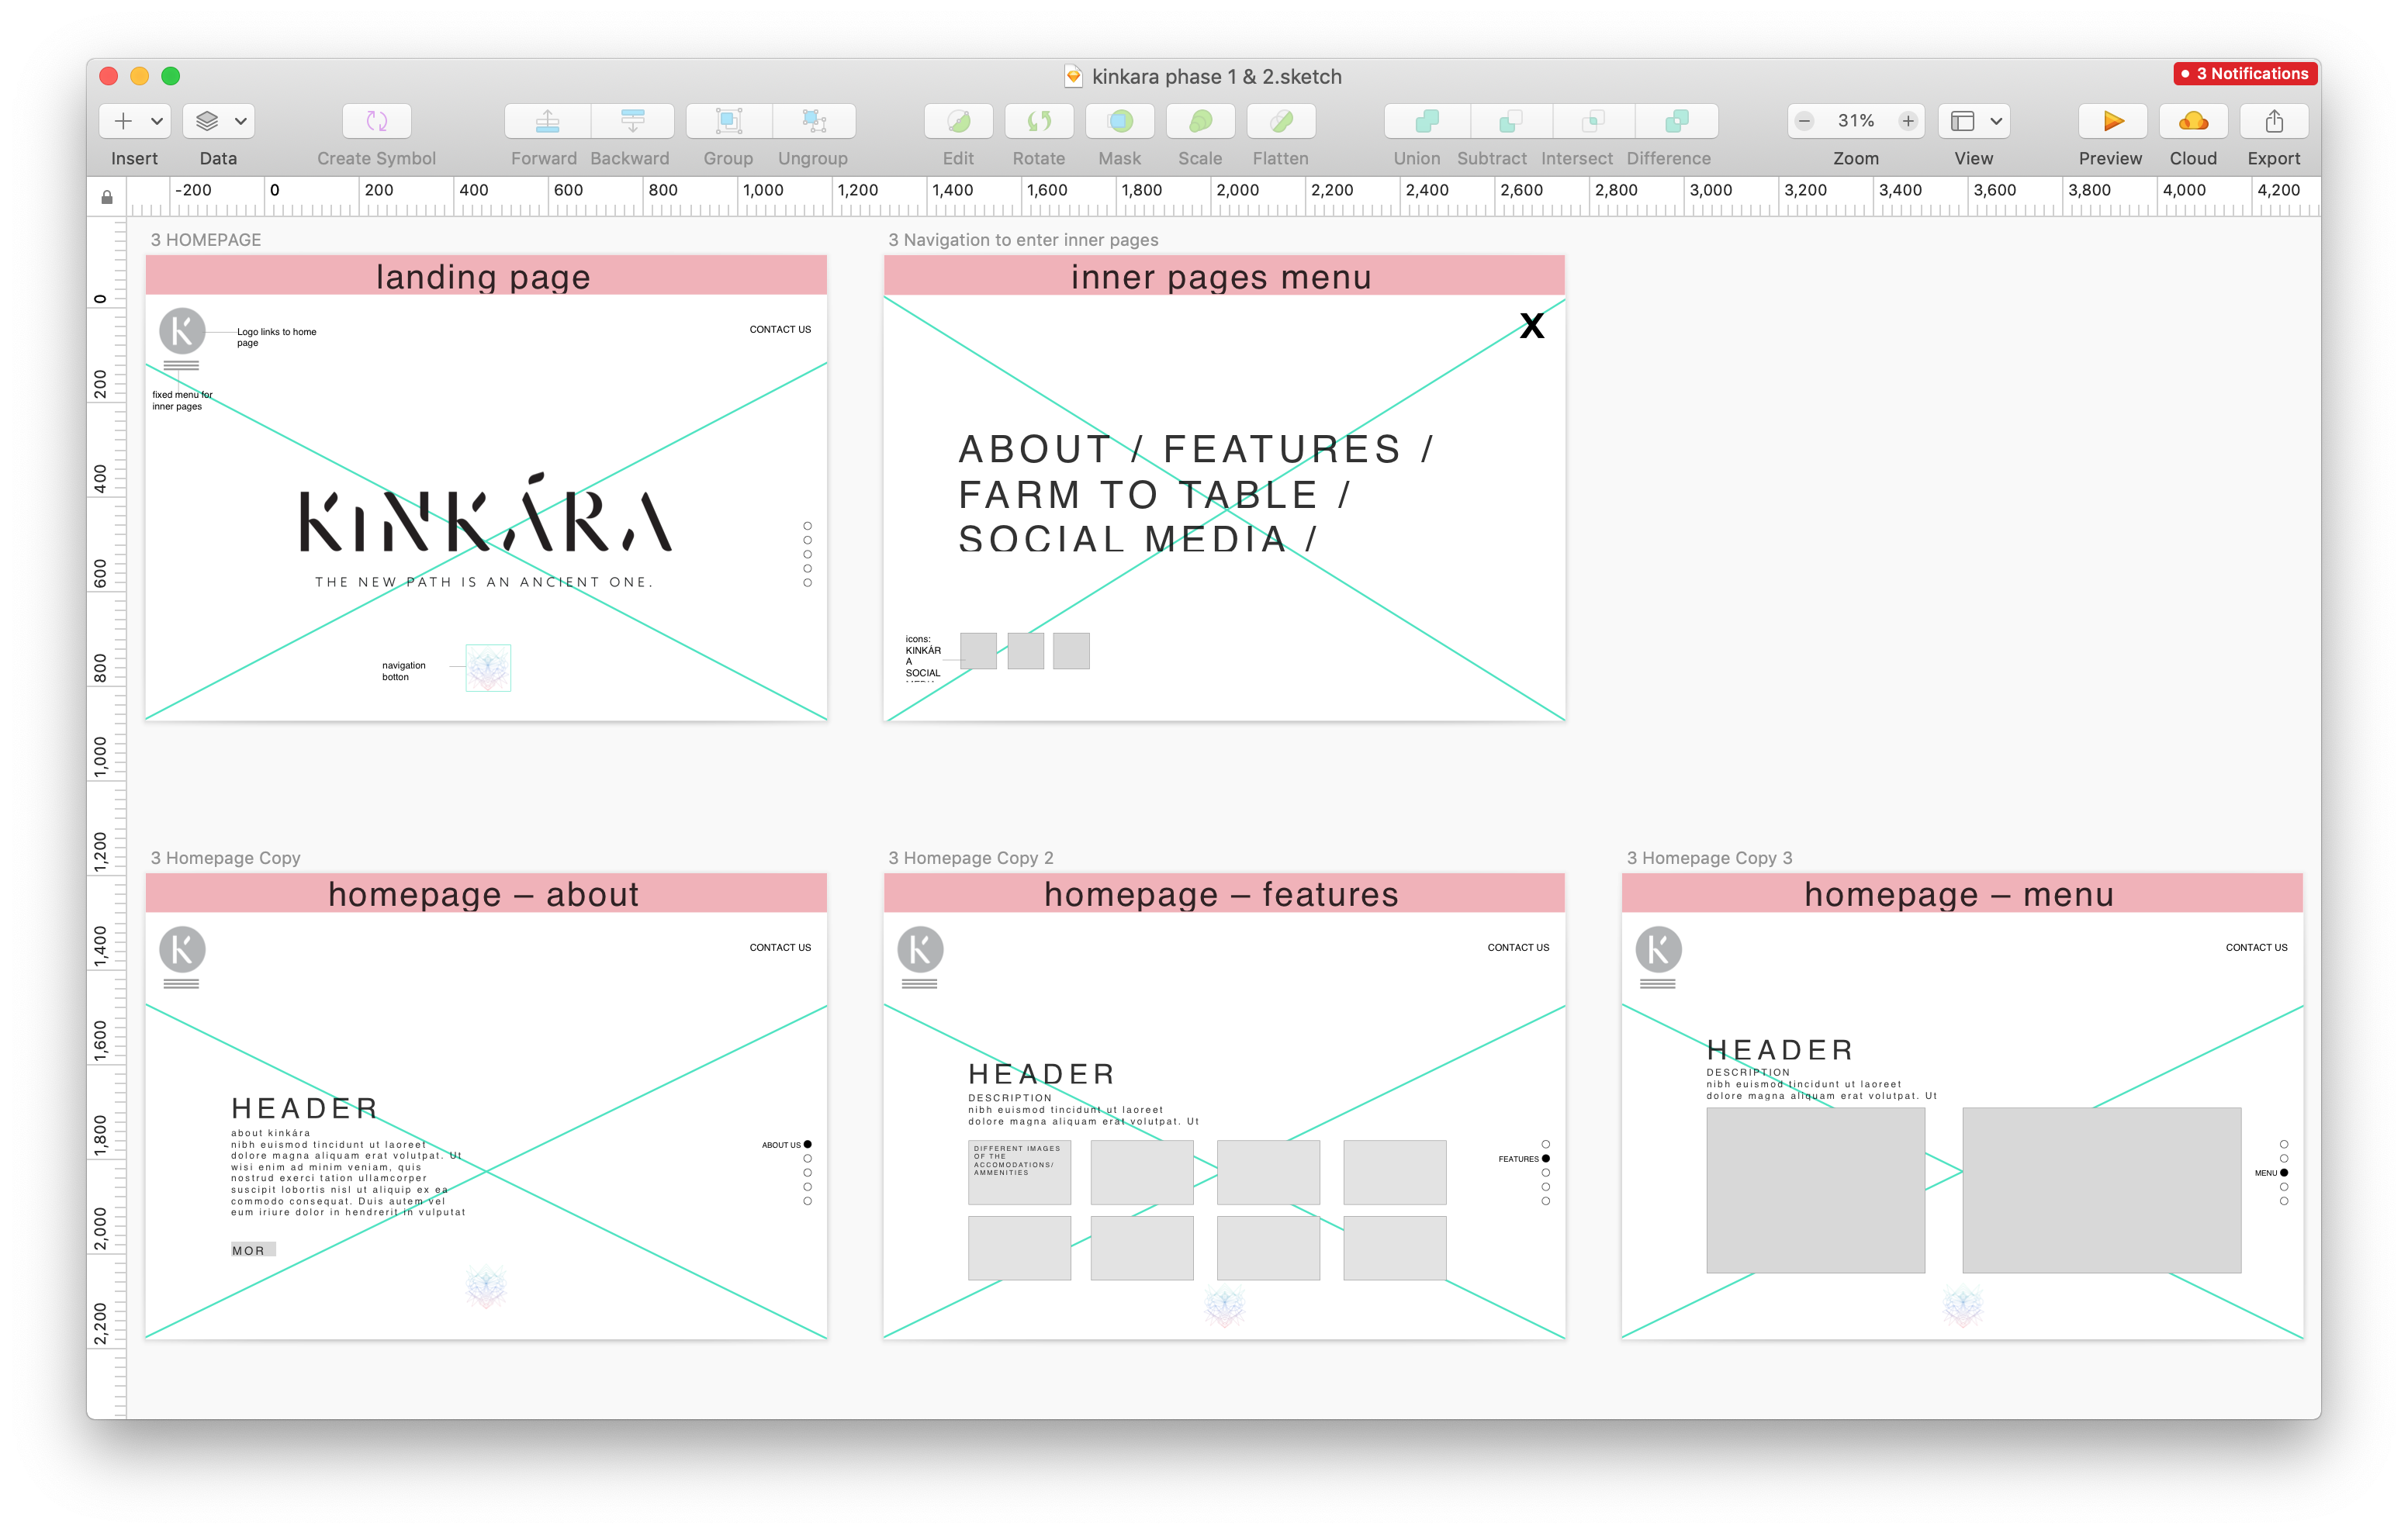 kinkara phase 1 & 2.sketch
3 Notifications
31%
Insert
Data
Create Symbol
Forward
Backward
Group
Ungroup
Edit
Rotate
Mask
Scale
Flatten
Union
Subtract
Intersect
Difference
Zoom
View
Preview
Cloud
Export
-200 0 200 400 600 800 1,000 1,200 1,400 1,600 1,800 2,000 2,200 2,400 2,600 2,800 3,000 3,200 3,400 3,600 3,800 4,000 4,200
0
200
400
600
800
1,000
1,200
1,400
1,600
1,800
2,000
2,200
3 HOMEPAGE
landing page
K
Logo links to home
page
CONTACT US
fixed menu for
inner pages
KINKÁRA
THE NEW PATH IS AN ANCIENT ONE.
navigation
botton
3 Navigation to enter inner pages
inner pages menu
X
ABOUT / FEATURES /
FARM TO TABLE /
SOCIAL MEDIA /
icons:
KINKÁR
A
SOCIAL
MEDIA
3 Homepage Copy
homepage – about
K
CONTACT US
HEADER
about kinkára
nibh euismod tincidunt ut laoreet
dolore magna aliquam erat volutpat. Ut
wisi enim ad minim veniam, quis
nostrud exerci tation ullamcorper
suscipit lobortis nisl ut aliquip ex ea
commodo consequat. Duis autem vel
eum iriure dolor in hendrerit in vulputat
MOR
ABOUT US
3 Homepage Copy 2
homepage – features
K
CONTACT US
HEADER
DESCRIPTION
nibh euismod tincidunt ut laoreet
dolore magna aliquam erat volutpat. Ut
DIFFERENT IMAGES
OF THE
ACCOMODATIONS/
AMMENITIES
FEATURES
3 Homepage Copy 3
homepage – menu
K
CONTACT US
HEADER
DESCRIPTION
nibh euismod tincidunt ut laoreet
dolore magna aliquam erat volutpat. Ut
MENU